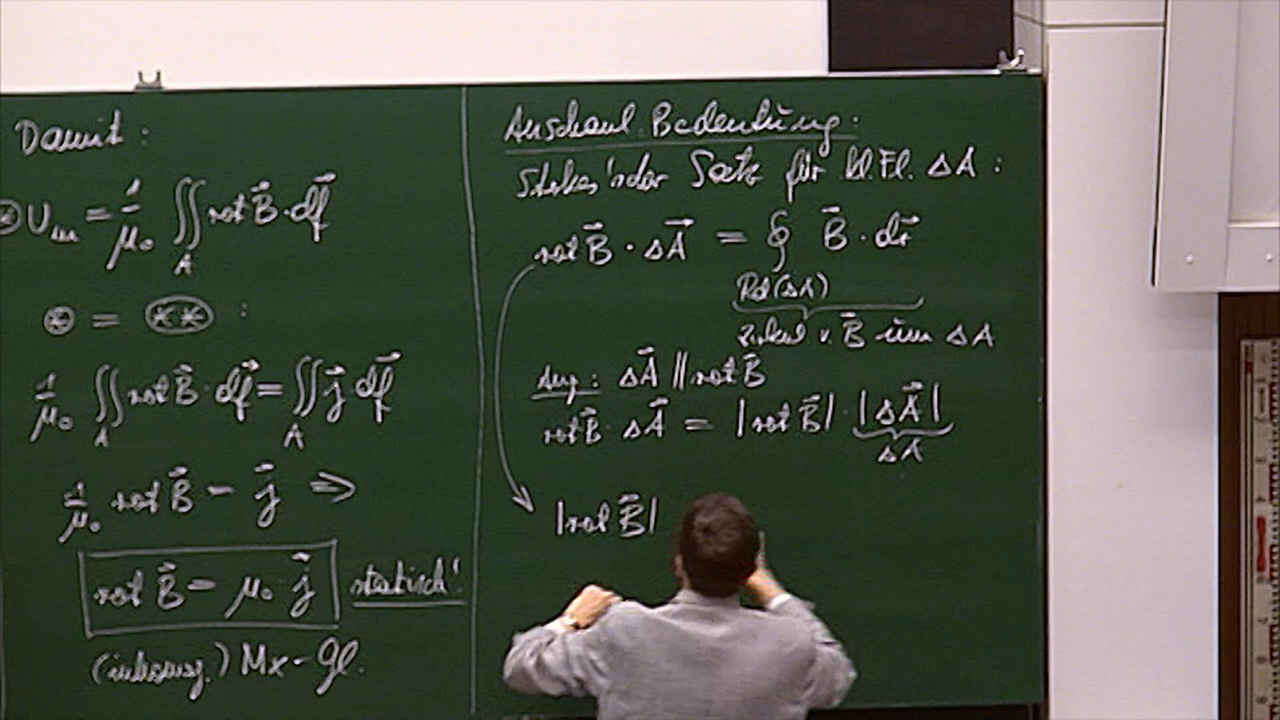 Damit:
⊛ U_m = 1/μ₀ ∬_A rot B⃗ · df⃗
⊛ = (**) :
1/μ₀ ∬_A rot B⃗ · df⃗ = ∬_A j⃗ df⃗
1/μ₀ rot B⃗ = j⃗ ⇒
rot B⃗ = μ₀ j⃗ statisch!
(inhomog.) Mx-Gl.
Anschaul. Bedeutung:
Stokes'scher Satz für kl. Fl. ΔA:
rot B⃗ · ΔA⃗ = ∮ B⃗ · dr⃗
Rd(ΔA)
Zirkul v. B⃗ um ΔA
ΔA⃗ || rot B⃗
rot B⃗ · ΔA⃗ = |rot B⃗| · |ΔA⃗|
ΔA
|rot B⃗|